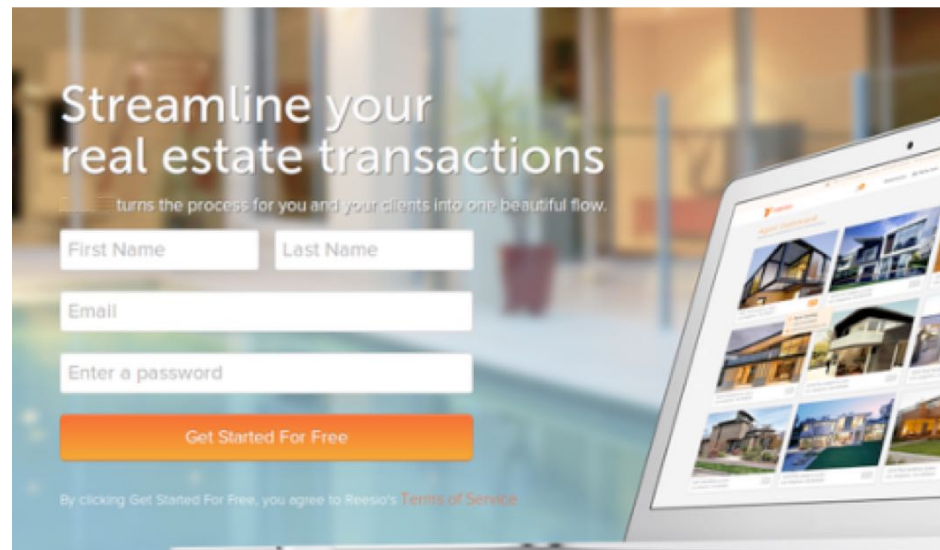 Streamline your
real estate transactions
turns the process for you and your clients into one beautiful flow.
First Name Last Name
Email
Enter a password
Get Started For Free
By clicking Get Started For Free, you agree to Reesio's Terms of Service